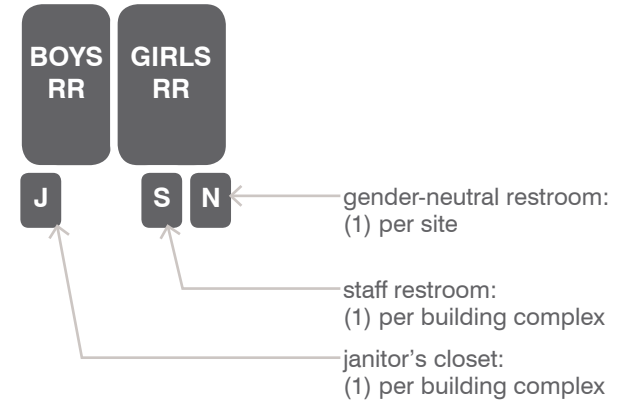 BOYS
RR
GIRLS
RR
J
S
N
gender-neutral restroom:
(1) per site
staff restroom:
(1) per building complex
janitor's closet:
(1) per building complex